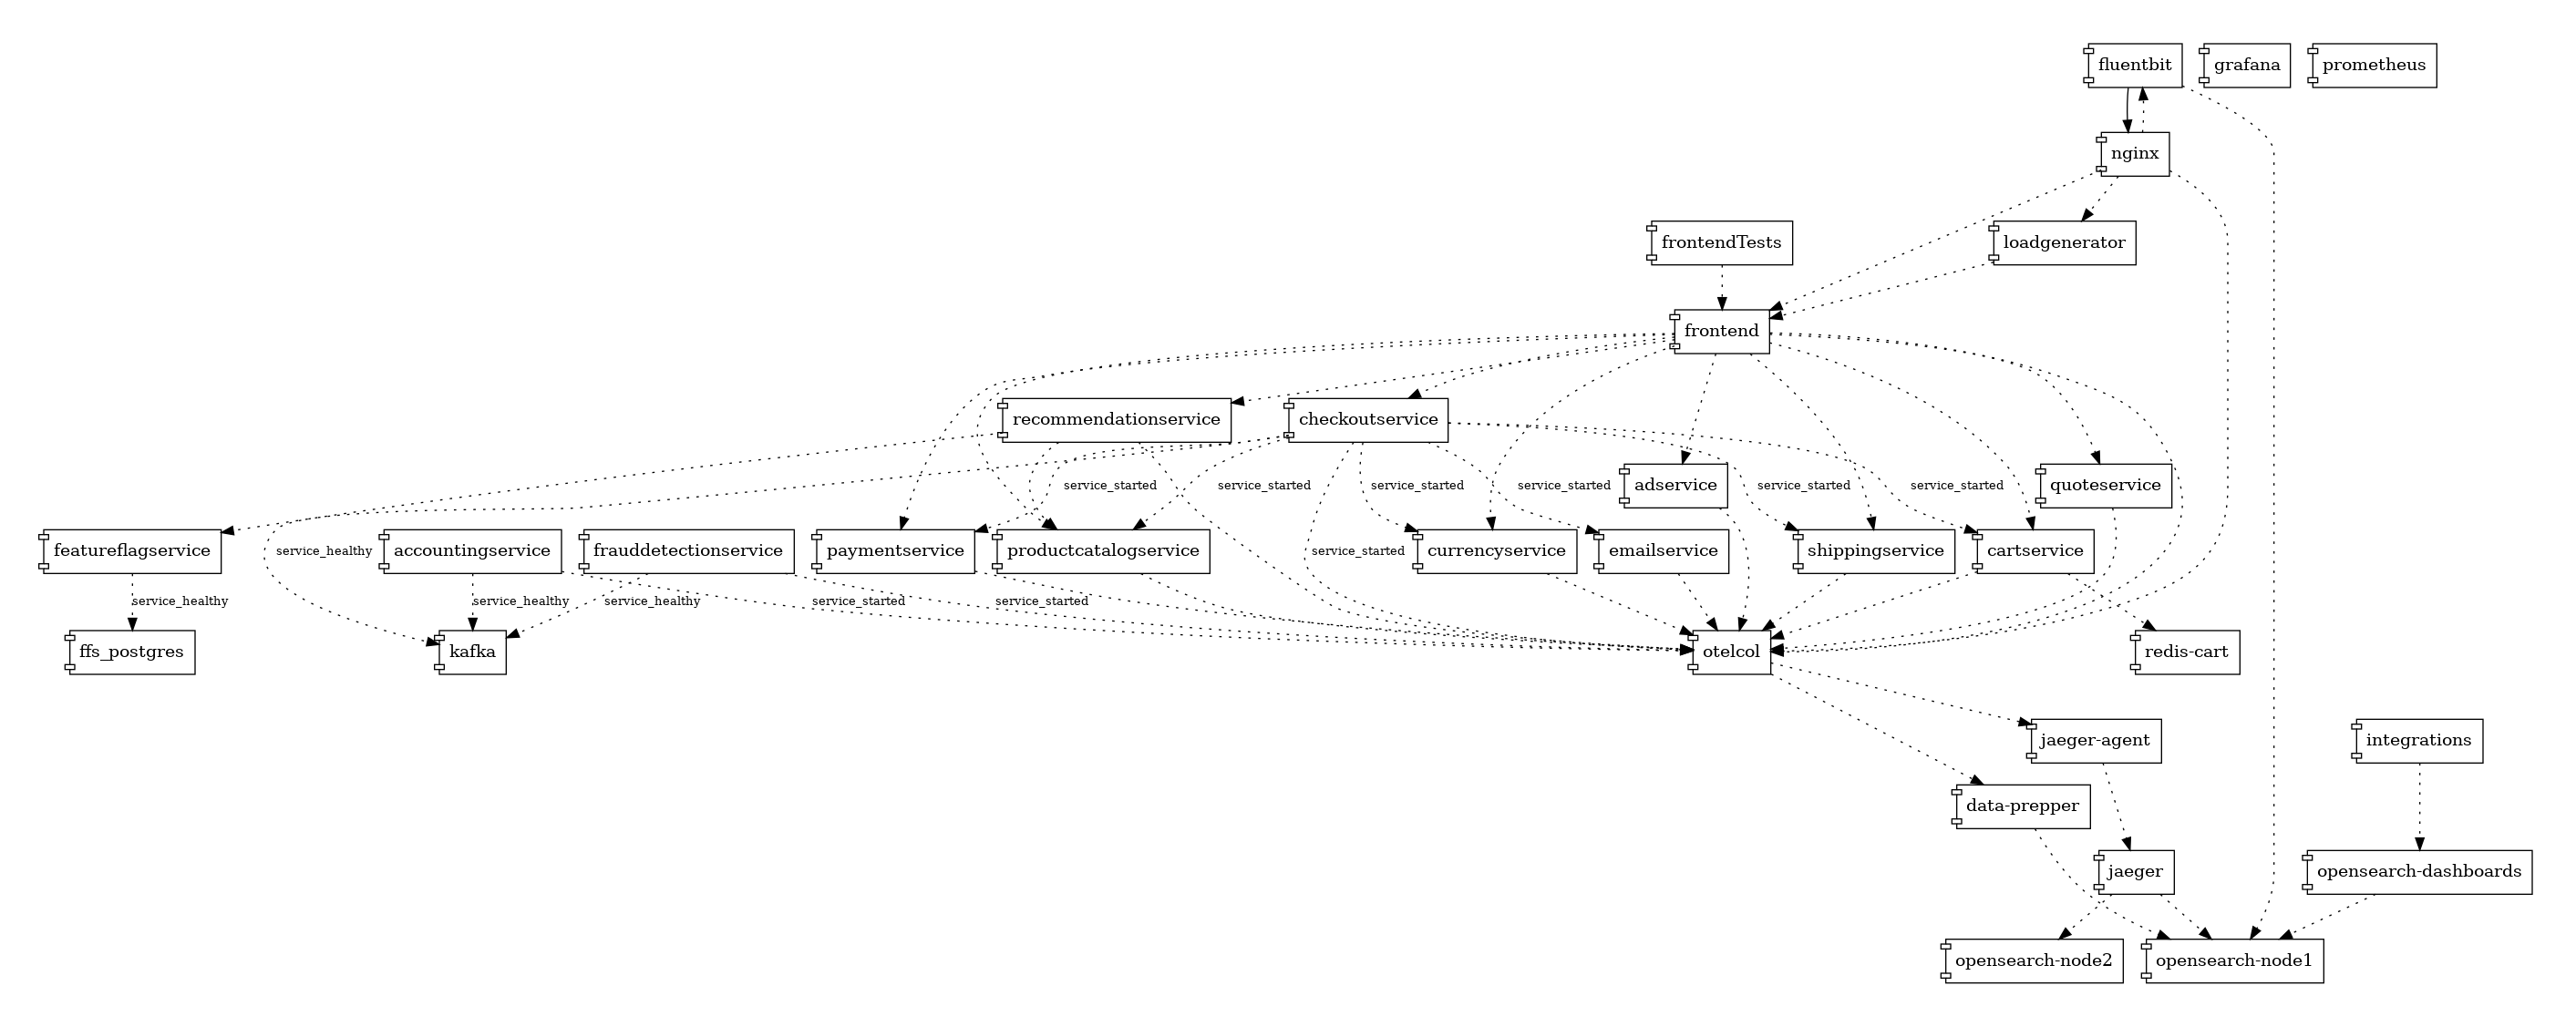 fluentbit
grafana
prometheus
nginx
frontendTests
loadgenerator
frontend
recommendationservice
checkoutservice
service_started
service_started
service_started
service_started
service_started
service_started
adservice
quoteservice
featureflagservice
service_healthy
accountingservice
frauddetectionservice
paymentservice
productcatalogservice
service_started
currencyservice
emailservice
shippingservice
cartservice
service_healthy
service_healthy
service_healthy
service_started
service_started
ffs_postgres
kafka
otelcol
redis-cart
jaeger-agent
integrations
data-prepper
jaeger
opensearch-dashboards
opensearch-node2
opensearch-node1